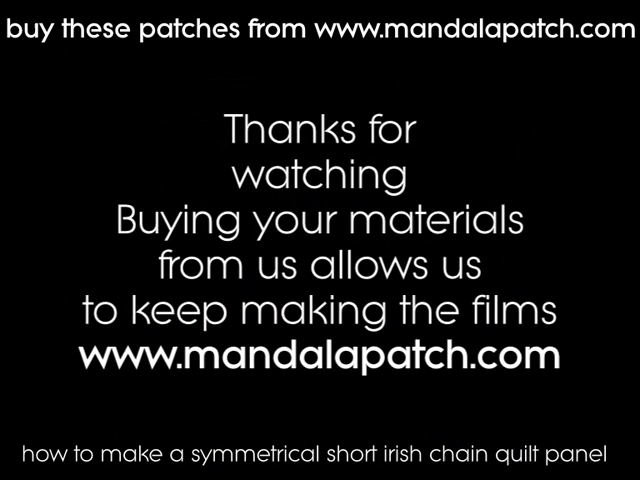 buy these patches from www.mandalapatch.com
Thanks for
watching
Buying your materials
from us allows us
to keep making the films
www.mandalapatch.com
how to make a symmetrical short irish chain quilt panel